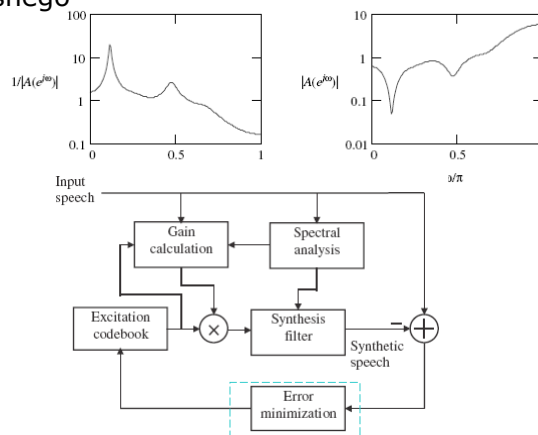 100
10
1/|A(e^{jω})|
1
0.1
0
0.5
1
10
1
|A(e^{jω})|
0.1
0.01
0
0.5
ω/π
Input
speech
Gain
calculation
Spectral
analysis
Excitation
codebook
×
Synthesis
filter
−
+
Synthetic
speech
Error
minimization